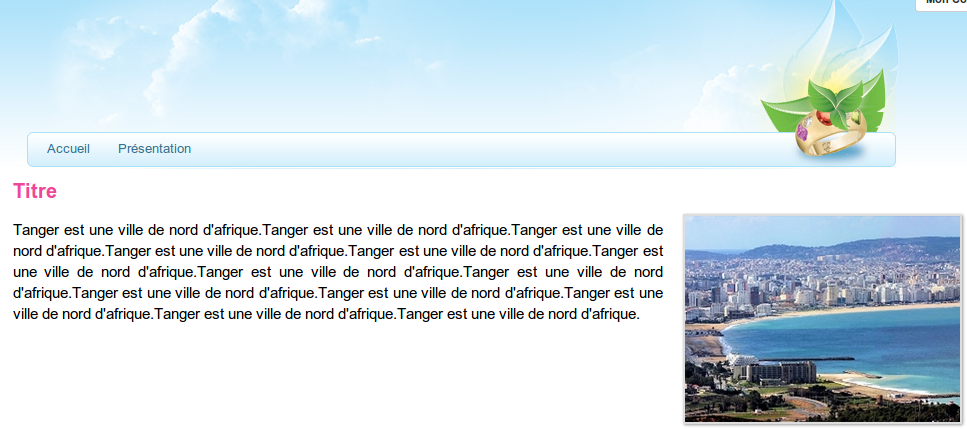 Mon Co
Accueil Présentation
Titre
Tanger est une ville de nord d'afrique.Tanger est une ville de nord d'afrique.Tanger est une ville de
nord d'afrique.Tanger est une ville de nord d'afrique.Tanger est une ville de nord d'afrique.Tanger est
une ville de nord d'afrique.Tanger est une ville de nord d'afrique.Tanger est une ville de nord
d'afrique.Tanger est une ville de nord d'afrique.Tanger est une ville de nord d'afrique.Tanger est une
ville de nord d'afrique.Tanger est une ville de nord d'afrique.Tanger est une ville de nord d'afrique.